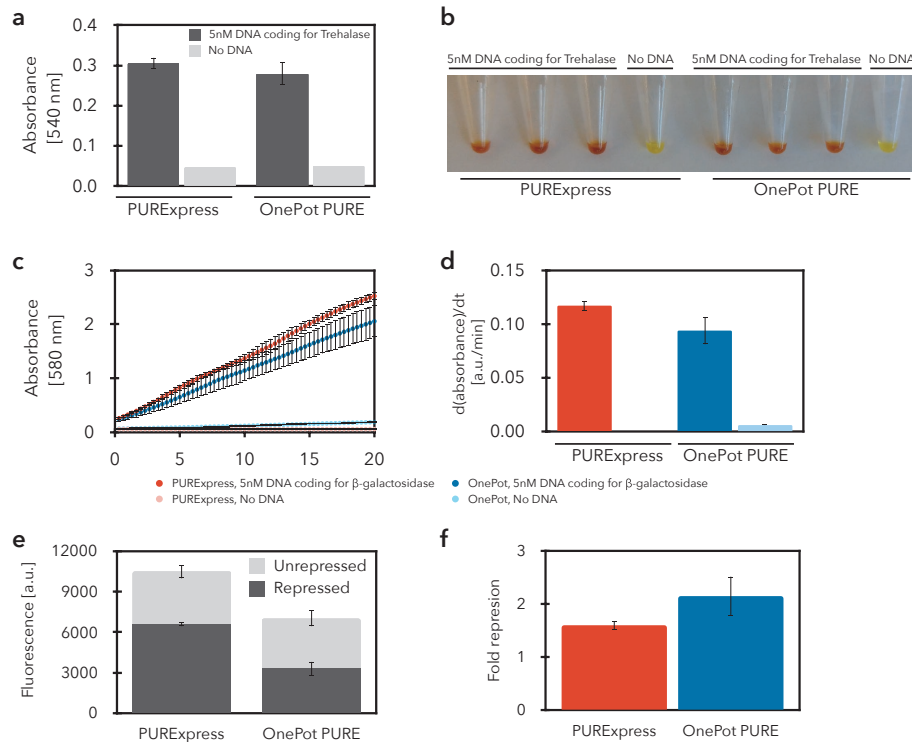 a
0.4
0.3
0.2
0.1
0.0
Absorbance
[540 nm]
5nM DNA coding for Trehalase
No DNA
PURExpress
OnePot PURE
b
5nM DNA coding for Trehalase
No DNA
5nM DNA coding for Trehalase
No DNA
PURExpress
OnePot PURE
c
3
2
1
0
Absorbance
[580 nm]
0
5
10
15
20
d
0.15
0.10
0.05
0.00
d(absorbance)/dt
[a.u./min]
PURExpress
OnePot PURE
PURExpress, 5nM DNA coding for β-galactosidase
PURExpress, No DNA
OnePot, 5nM DNA coding for β-galactosidase
OnePot, No DNA
e
12000
9000
6000
3000
0
Fluorescence [a.u.]
Unrepressed
Repressed
PURExpress
OnePot PURE
f
3
2
1
0
Fold repression
PURExpress
OnePot PURE